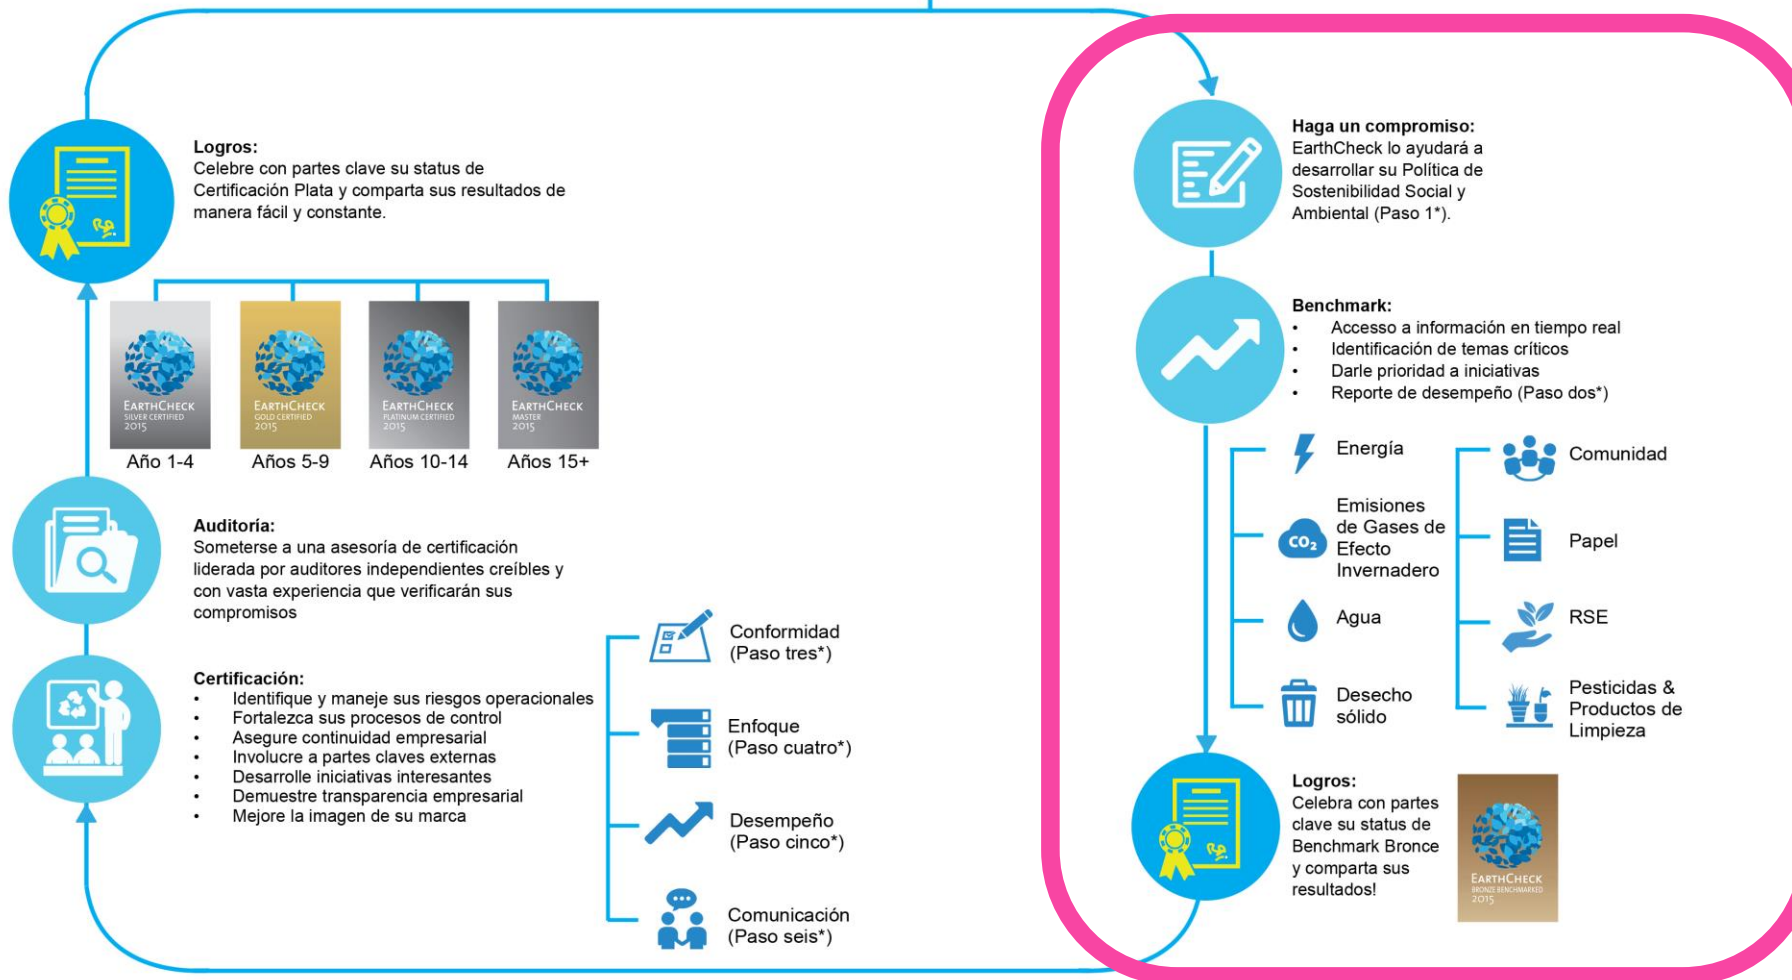 Logros:
Celebre con partes clave su status de
Certificación Plata y comparta sus resultados de
manera fácil y constante.
EARTHCHECK
SILVER CERTIFIED
2015
EARTHCHECK
GOLD CERTIFIED
2015
EARTHCHECK
PLATINUM CERTIFIED
2015
EARTHCHECK
MASTER
2015
Año 1-4
Años 5-9
Años 10-14
Años 15+
Auditoría:
Someterse a una asesoría de certificación
liderada por auditores independientes creíbles y
con vasta experiencia que verificarán sus
compromisos
Certificación:
• Identifique y maneje sus riesgos operacionales
• Fortalezca sus procesos de control
• Asegure continuidad empresarial
• Involucre a partes claves externas
• Desarrolle iniciativas interesantes
• Demuestre transparencia empresarial
• Mejore la imagen de su marca
Conformidad
(Paso tres*)
Enfoque
(Paso cuatro*)
Desempeño
(Paso cinco*)
Comunicación
(Paso seis*)
Haga un compromiso:
EarthCheck lo ayudará a
desarrollar su Política de
Sostenibilidad Social y
Ambiental (Paso 1*).
Benchmark:
• Accesso a información en tiempo real
• Identificación de temas críticos
• Darle prioridad a iniciativas
• Reporte de desempeño (Paso dos*)
Energía
CO₂
Emisiones
de Gases de
Efecto
Invernadero
Agua
Desecho
sólido
Comunidad
Papel
RSE
Pesticidas &
Productos de
Limpieza
Logros:
Celebra con partes
clave su status de
Benchmark Bronce
y comparta sus
resultados!
EARTHCHECK
BRONZE BENCHMARKED
2015